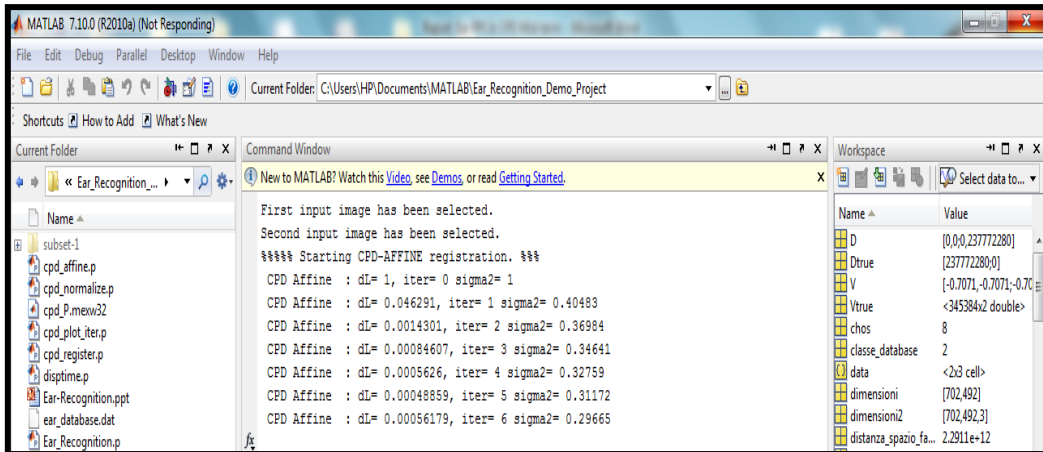 MATLAB 7.10.0 (R2010a) (Not Responding)
File Edit Debug Parallel Desktop Window Help
Current Folder: C:\Users\HP\Documents\MATLAB\Ear_Recognition_Demo_Project
Shortcuts How to Add What's New
Current Folder
« Ear_Recognition_...
Name
subset-1
cpd_affine.p
cpd_normalize.p
cpd_P.mexw32
cpd_plot_iter.p
cpd_register.p
disptime.p
Ear-Recognition.ppt
ear_database.dat
Ear_Recognition.p
Command Window
New to MATLAB? Watch this Video, see Demos, or read Getting Started.
First input image has been selected.
Second input image has been selected.
%%%%% Starting CPD-AFFINE registration. %%%
CPD Affine : dL= 1, iter= 0 sigma2= 1
CPD Affine : dL= 0.046291, iter= 1 sigma2= 0.40483
CPD Affine : dL= 0.0014301, iter= 2 sigma2= 0.36984
CPD Affine : dL= 0.00084607, iter= 3 sigma2= 0.34641
CPD Affine : dL= 0.0005626, iter= 4 sigma2= 0.32759
CPD Affine : dL= 0.00048859, iter= 5 sigma2= 0.31172
CPD Affine : dL= 0.00056179, iter= 6 sigma2= 0.29665
fx
Workspace
Select data to...
Name Value
D [0,0;0,237772280]
Dtrue [237772280;0]
V [-0.7071,-0.7071;-0.70
Vtrue <345384x2 double>
chos 8
classe_database 2
data <2x3 cell>
dimensioni [702,492]
dimensioni2 [702,492,3]
distanza_spazio_fa... 2.2911e+12